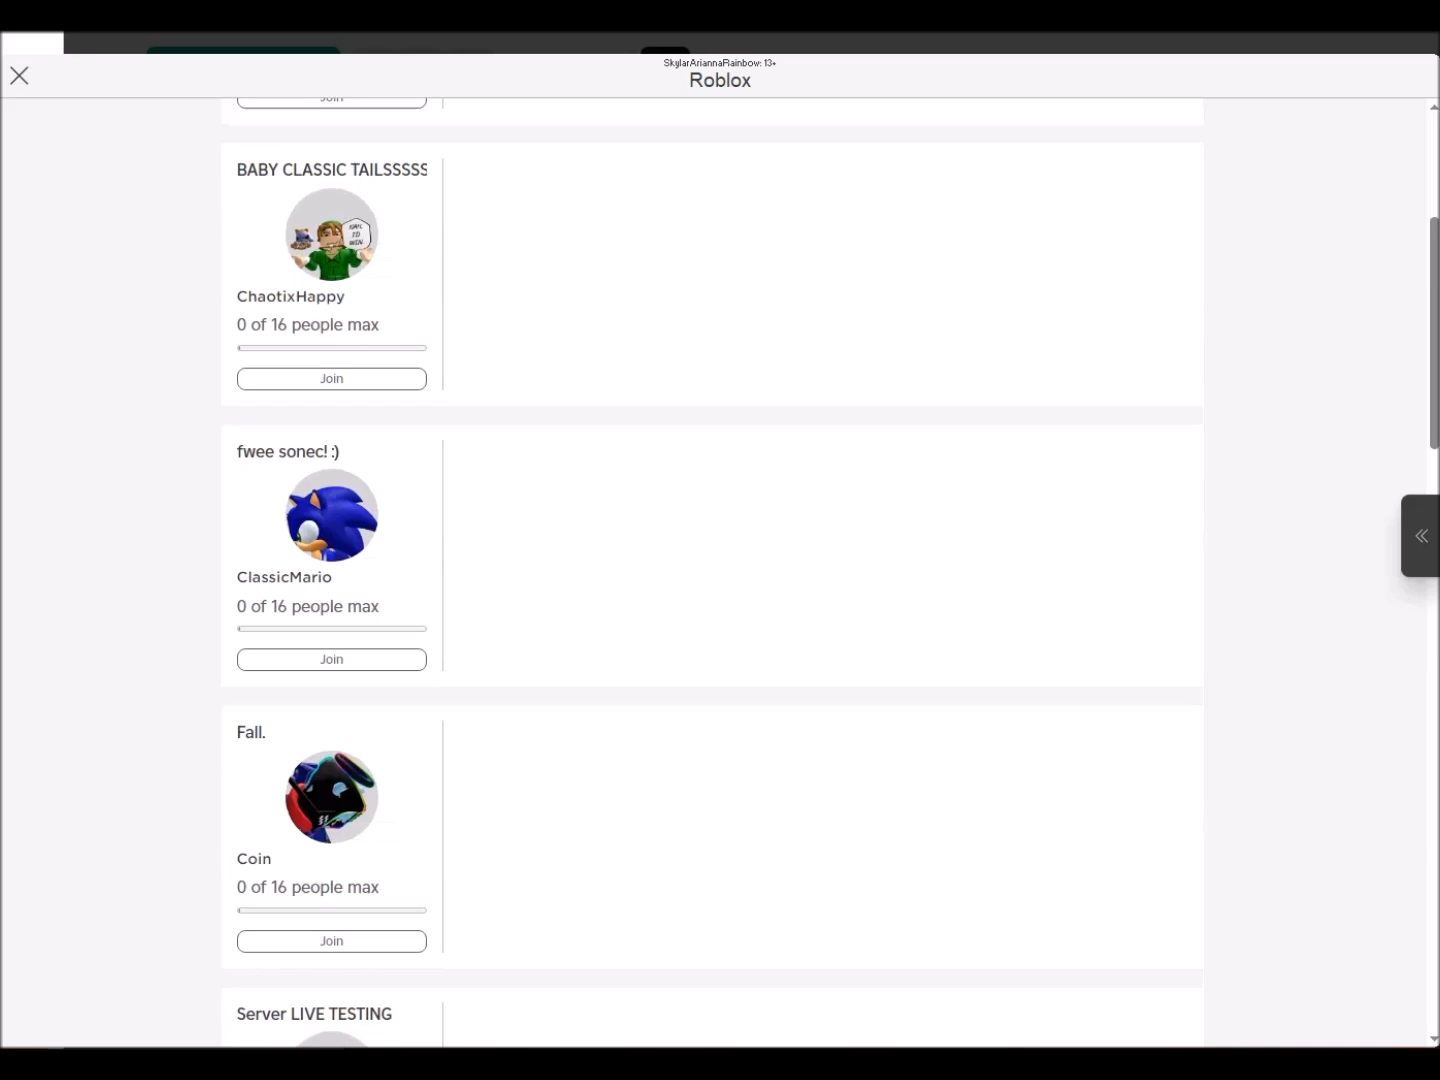 SkylarAriannaRainbow: 13+
Roblox
Join
BABY CLASSIC TAILSSSSS
ChaotixHappy
0 of 16 people max
Join
fwee sonec! :)
ClassicMario
0 of 16 people max
Join
Fall.
Coin
0 of 16 people max
Join
Server LIVE TESTING